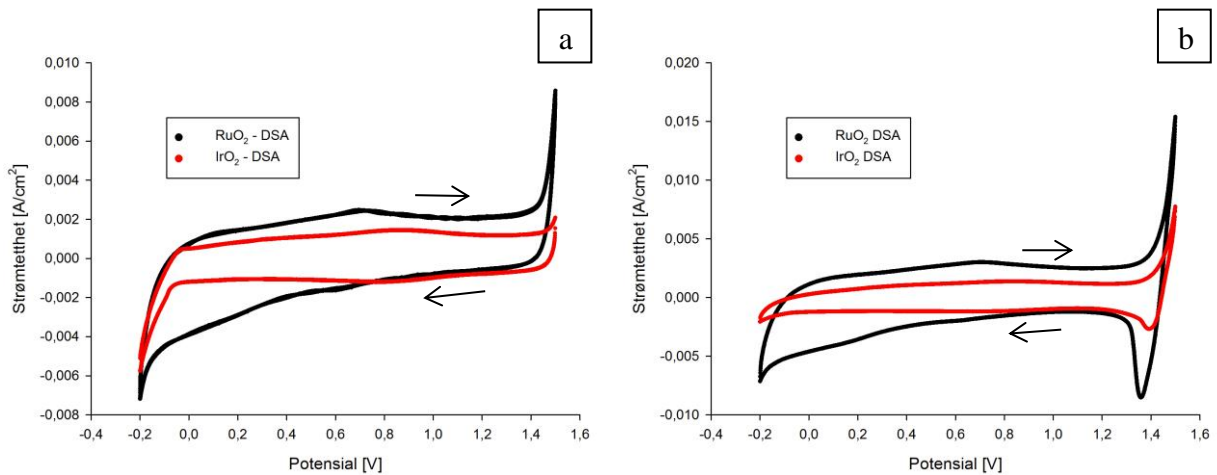 a
Strømtetthet [A/cm²]
0,010
0,008
0,006
0,004
0,002
0,000
-0,002
-0,004
-0,006
-0,008
RuO₂ - DSA
IrO₂ - DSA
-0,4 -0,2 0,0 0,2 0,4 0,6 0,8 1,0 1,2 1,4 1,6
Potensial [V]
b
Strømtetthet [A/cm²]
0,020
0,015
0,010
0,005
0,000
-0,005
-0,010
RuO₂ DSA
IrO₂ DSA
-0,4 -0,2 0,0 0,2 0,4 0,6 0,8 1,0 1,2 1,4 1,6
Potensial [V]